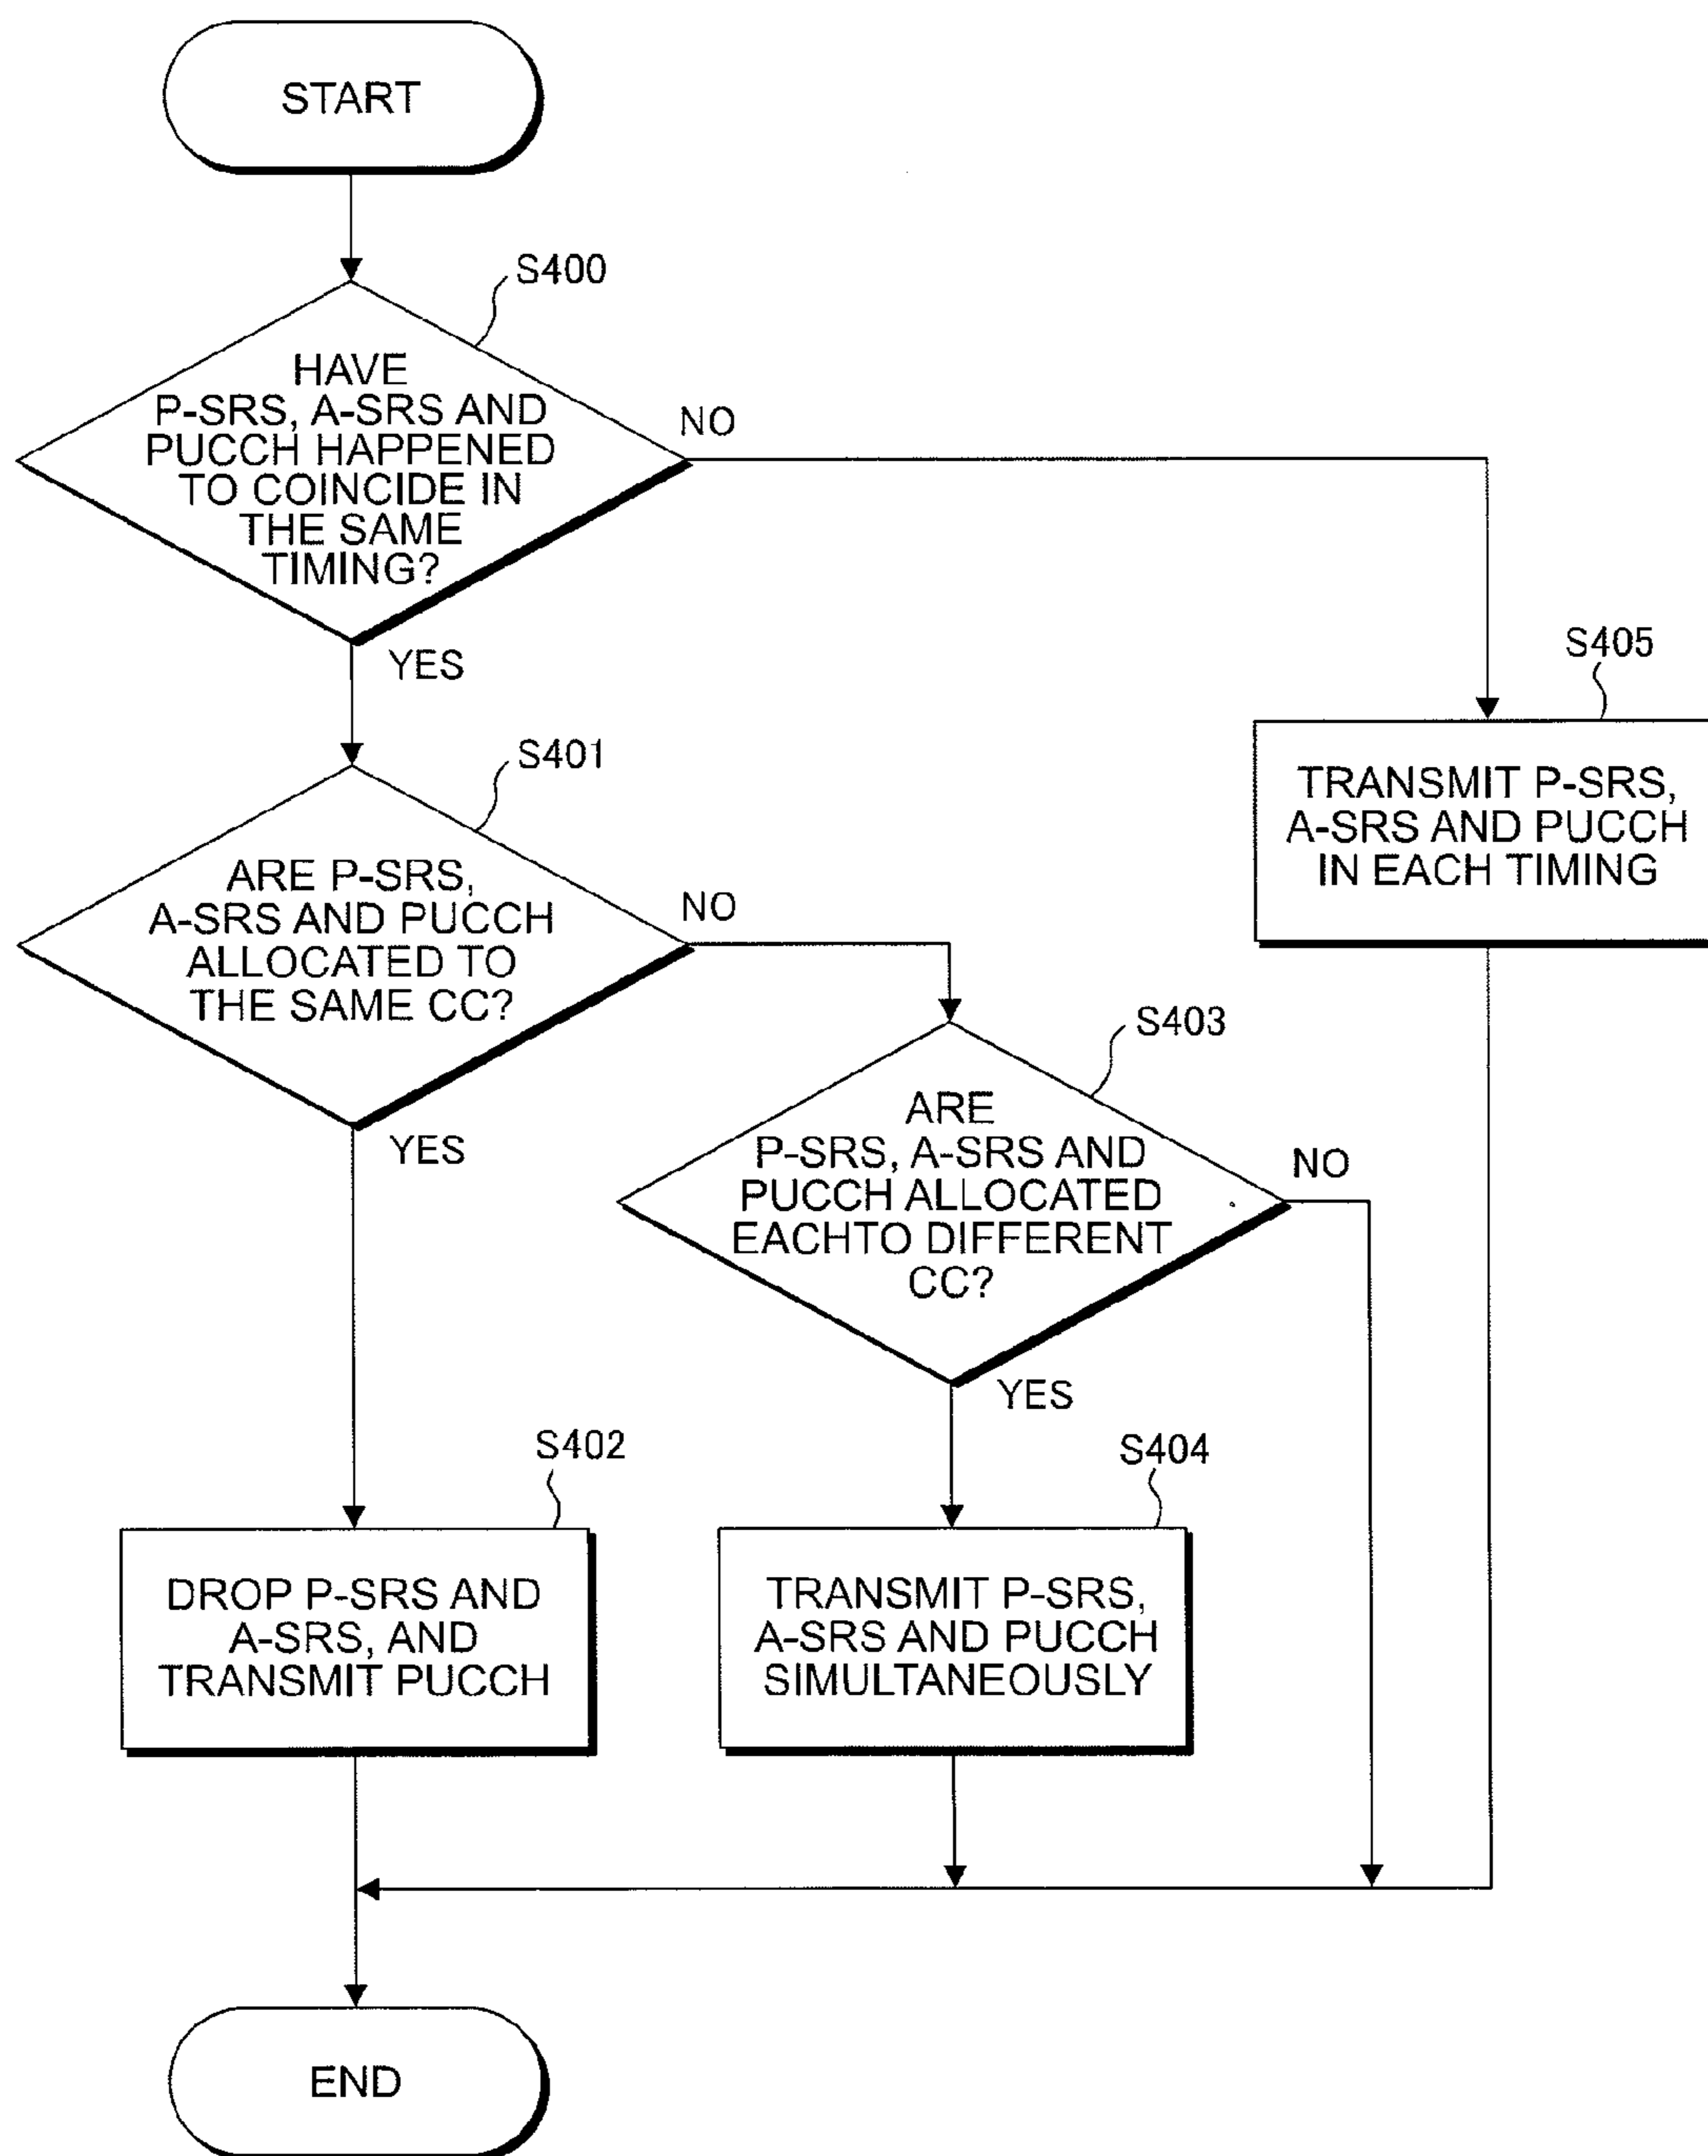 START
S400
HAVE
P-SRS, A-SRS AND
PUCCH HAPPENED
TO COINCIDE IN
THE SAME
TIMING?
NO
YES
S405
TRANSMIT P-SRS,
A-SRS AND PUCCH
IN EACH TIMING
S401
ARE P-SRS,
A-SRS AND PUCCH
ALLOCATED TO
THE SAME CC?
NO
YES
S403
ARE
P-SRS, A-SRS AND
PUCCH ALLOCATED
EACHTO DIFFERENT
CC?
NO
YES
S402
DROP P-SRS AND
A-SRS, AND
TRANSMIT PUCCH
S404
TRANSMIT P-SRS,
A-SRS AND PUCCH
SIMULTANEOUSLY
END